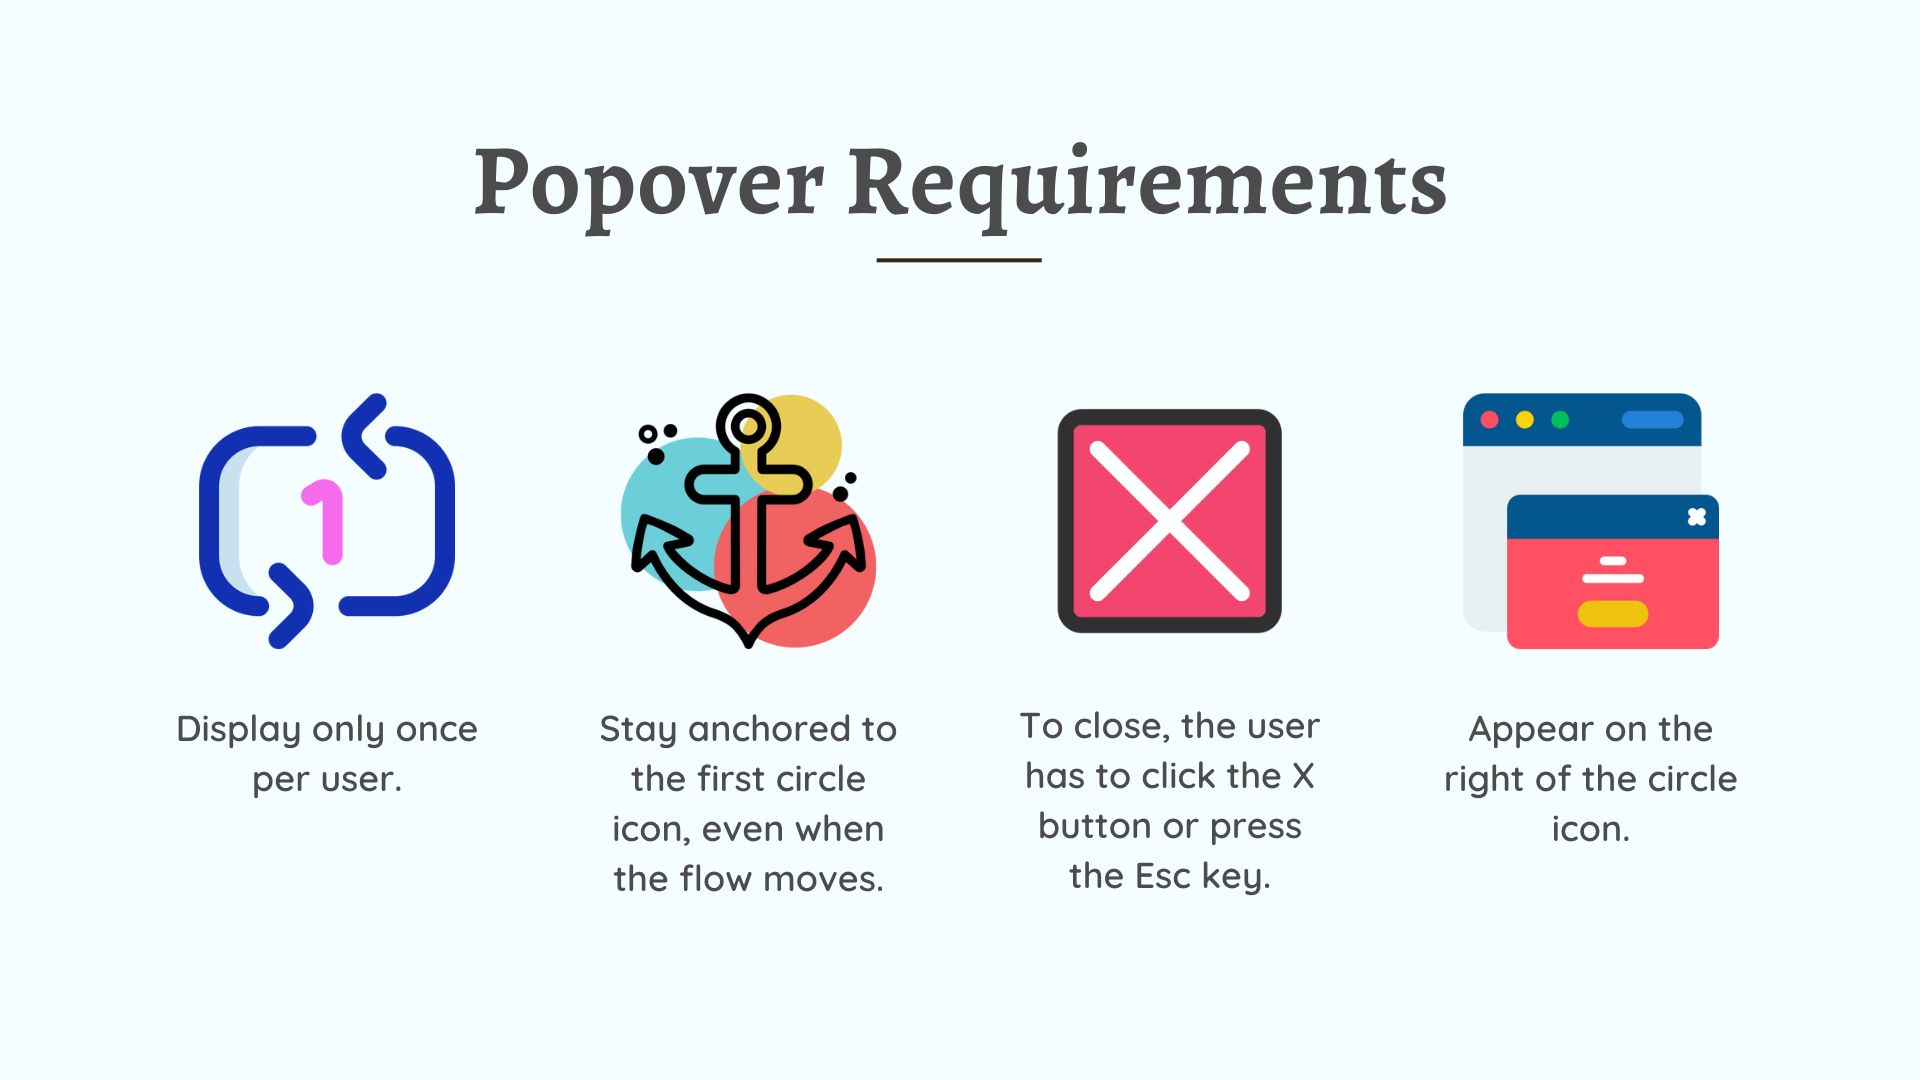 Popover Requirements
1
Display only once
per user.
Stay anchored to
the first circle
icon, even when
the flow moves.
To close, the user
has to click the X
button or press
the Esc key.
Appear on the
right of the circle
icon.